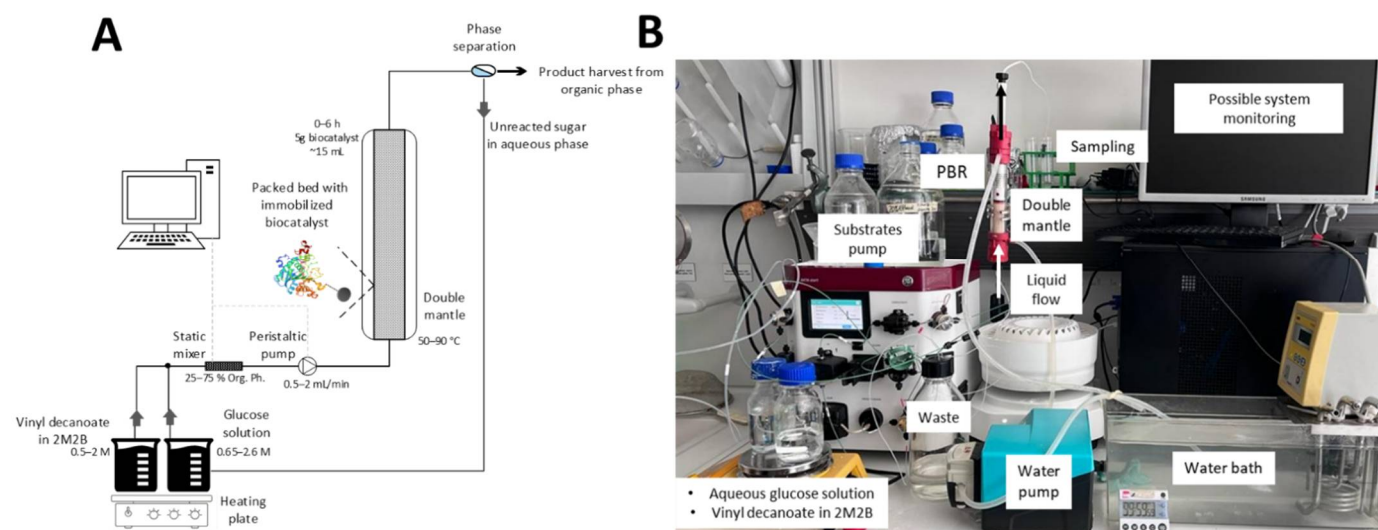 A
Phase
separation
Product harvest from
organic phase
Unreacted sugar
in aqueous phase
0–6 h
5g biocatalyst
~15 mL
Packed bed with
immobilized
biocatalyst
Double
mantle
50–90 °C
Static
mixer
25–75 % Org. Ph.
Peristaltic
pump
0.5–2 mL/min
Vinyl decanoate
in 2M2B
0.5–2 M
Glucose
solution
0.65–2.6 M
Heating
plate
B
Possible system
monitoring
Sampling
PBR
Double
mantle
Substrates
pump
Liquid
flow
Waste
Water
pump
Water bath
• Aqueous glucose solution
• Vinyl decanoate in 2M2B
SAMSUNG